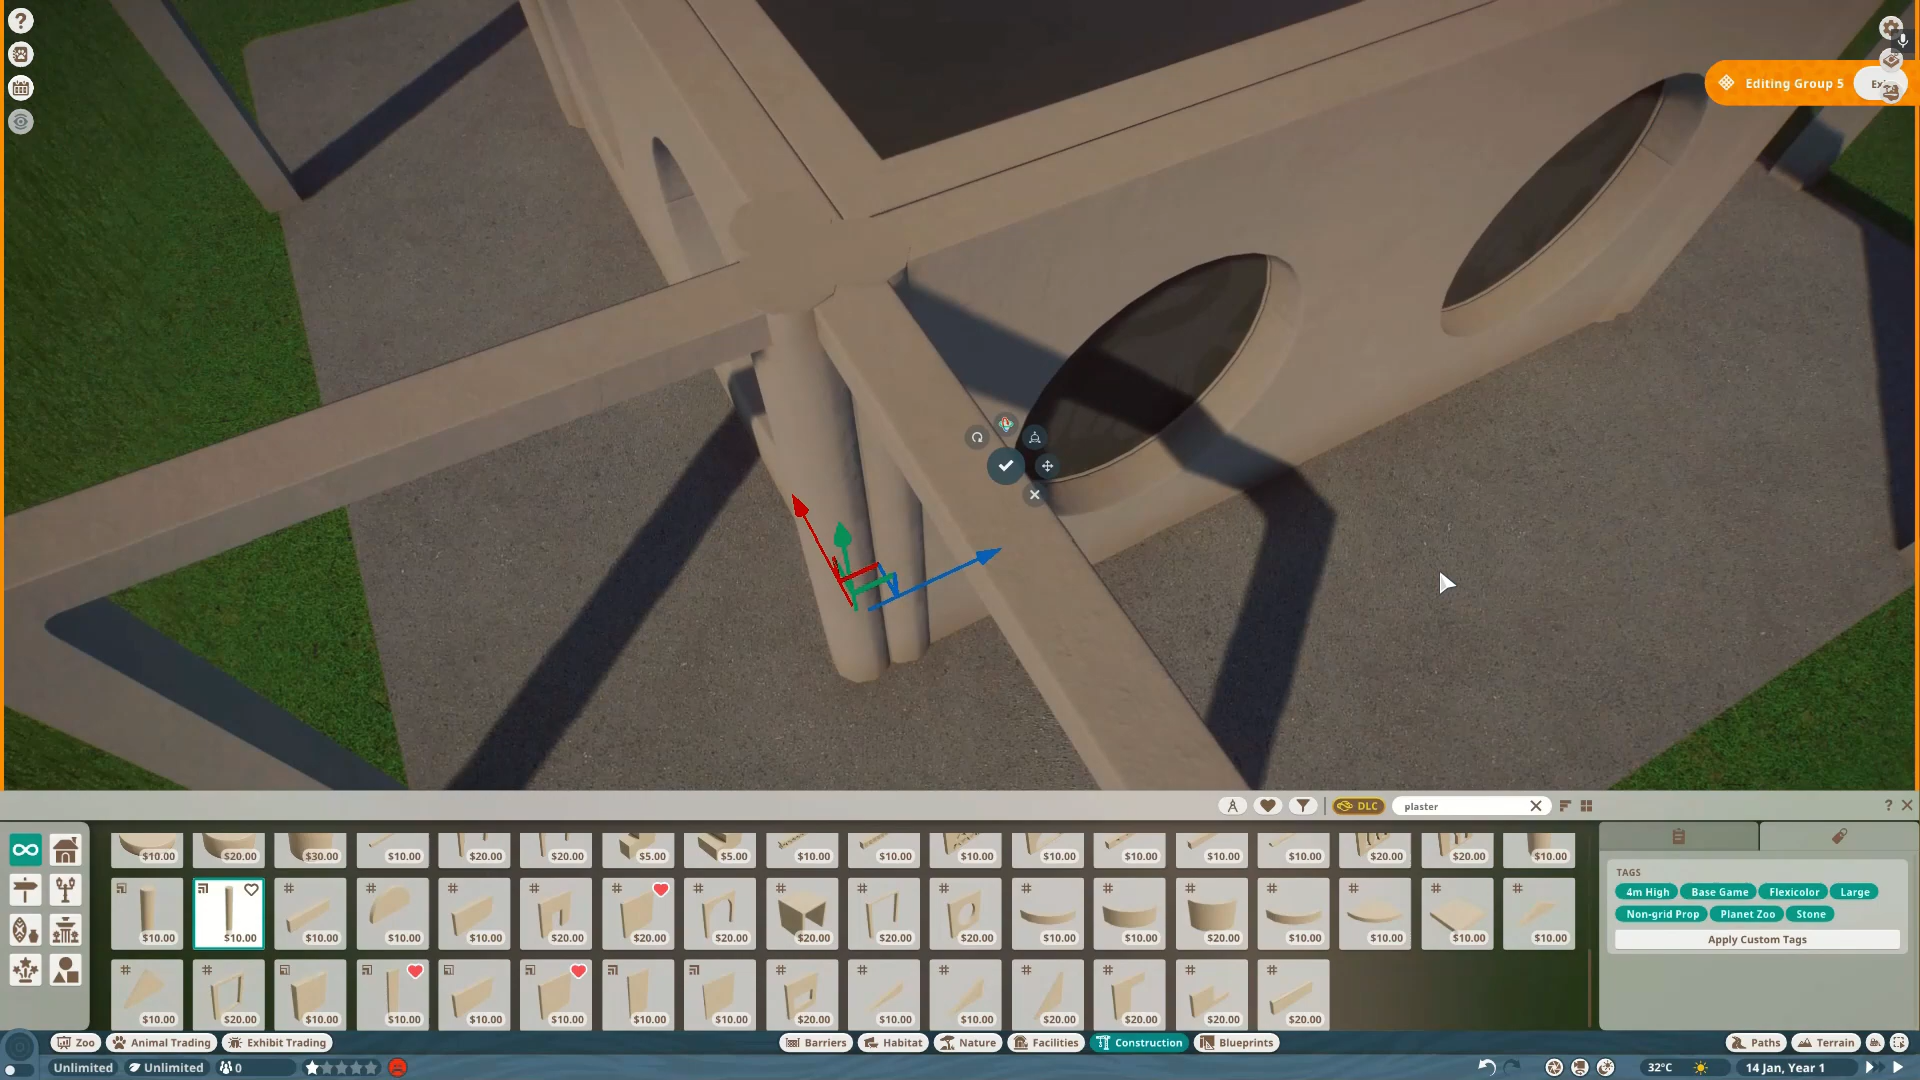 Editing Group 5
DLC
plaster
$10.00 $20.00 $30.00 $10.00 $20.00 $20.00 $5.00 $5.00 $10.00 $10.00 $10.00 $10.00 $10.00 $10.00 $10.00 $20.00 $20.00 $10.00
$10.00 $10.00 $10.00 $10.00 $10.00 $20.00 $20.00 $20.00 $20.00 $20.00 $20.00 $10.00 $10.00 $20.00 $10.00 $10.00 $10.00 $10.00
$10.00 $20.00 $10.00 $10.00 $10.00 $10.00 $10.00 $10.00 $20.00 $10.00 $10.00 $20.00 $20.00 $20.00 $20.00
TAGS
4m High Base Game Flexicolor Large
Non-grid Prop Planet Zoo Stone
Apply Custom Tags
Zoo Animal Trading Exhibit Trading Barriers Habitat Nature Facilities Construction Blueprints Paths Terrain
Unlimited Unlimited 0 32°C 14 Jan, Year 1